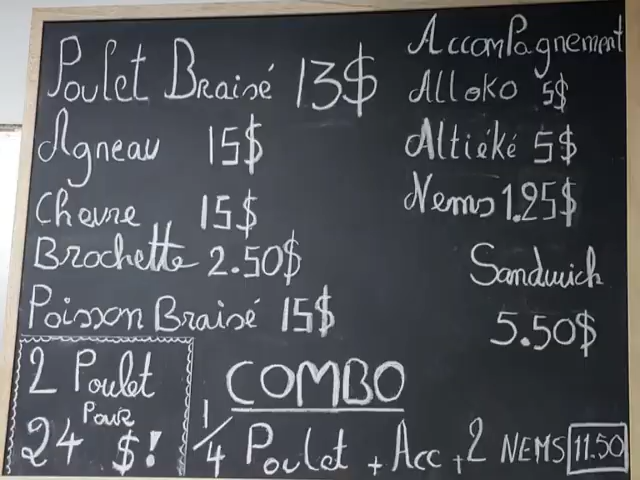 Poulet Braisé 13$
Agneau 15$
Chevre 15$
Brochette 2.50$
Poisson Braisé 15$
Accompagnement
Alloko 5$
Altiéké 5$
Nems 1.25$
Sandwich
5.50$
2 Poulet
Pour
24 $!
COMBO
1/4 Poulet + Acc + 2 NEMS 11.50